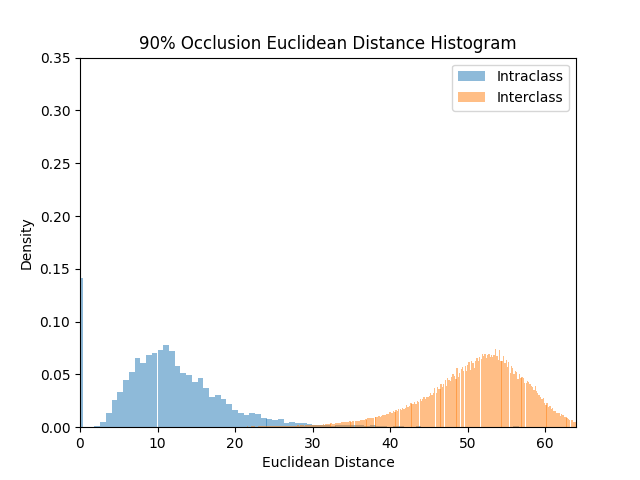 90% Occlusion Euclidean Distance Histogram
Intraclass
Interclass
Density
0.35
0.30
0.25
0.20
0.15
0.10
0.05
0.00
0 10 20 30 40 50 60
Euclidean Distance